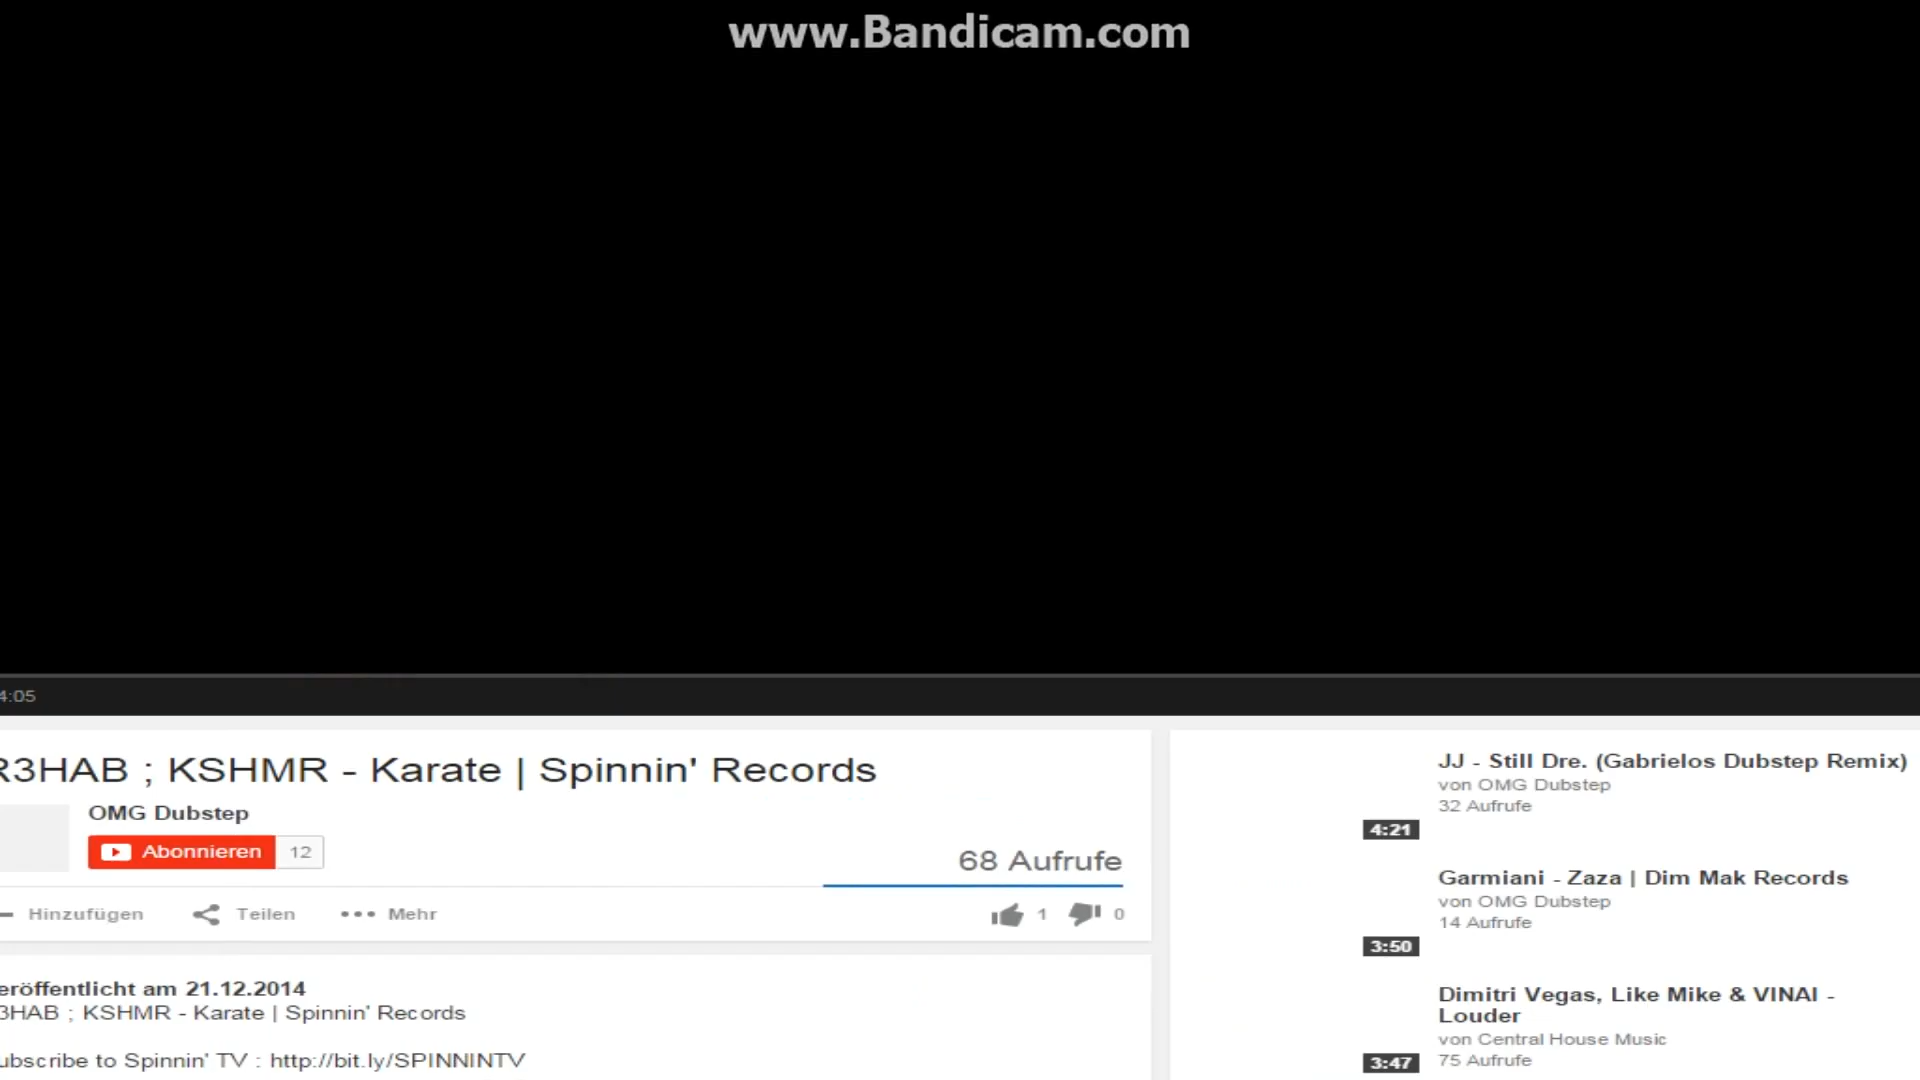 www.Bandicam.com
4:05
R3HAB ; KSHMR - Karate | Spinnin' Records
OMG Dubstep
Abonnieren 12
68 Aufrufe
Hinzufügen Teilen Mehr 1 0
eröffentlicht am 21.12.2014
3HAB ; KSHMR - Karate | Spinnin' Records
ubscribe to Spinnin' TV : http://bit.ly/SPINNINTV
JJ - Still Dre. (Gabrielos Dubstep Remix)
von OMG Dubstep
32 Aufrufe
4:21
Garmiani - Zaza | Dim Mak Records
von OMG Dubstep
14 Aufrufe
3:50
Dimitri Vegas, Like Mike & VINAI -
Louder
von Central House Music
75 Aufrufe
3:47